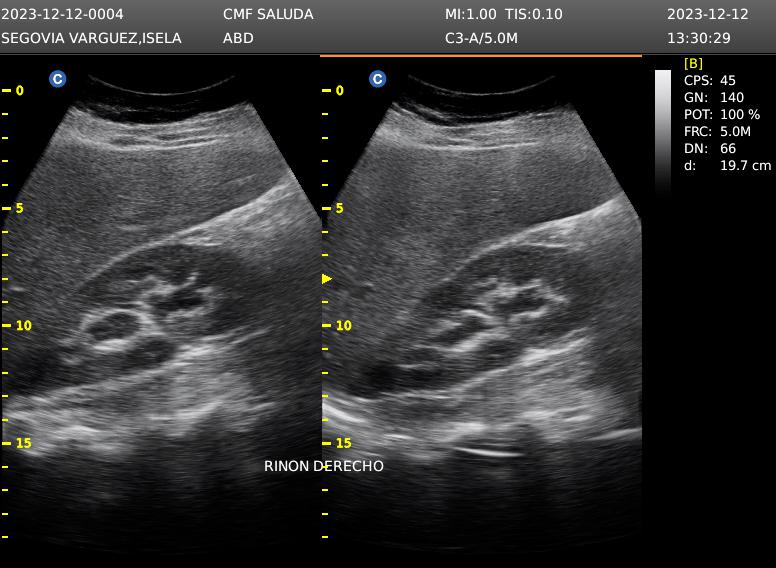 2023-12-12-0004 CMF SALUDA MI:1.00 TIS:0.10 2023-12-12
SEGOVIA VARGUEZ,ISELA ABD C3-A/5.0M 13:30:29
C C
[B]
CPS: 45
GN: 140
POT: 100 %
FRC: 5.0M
DN: 66
d: 19.7 cm
0 0
5 5
10 10
15 15
RINON DERECHO